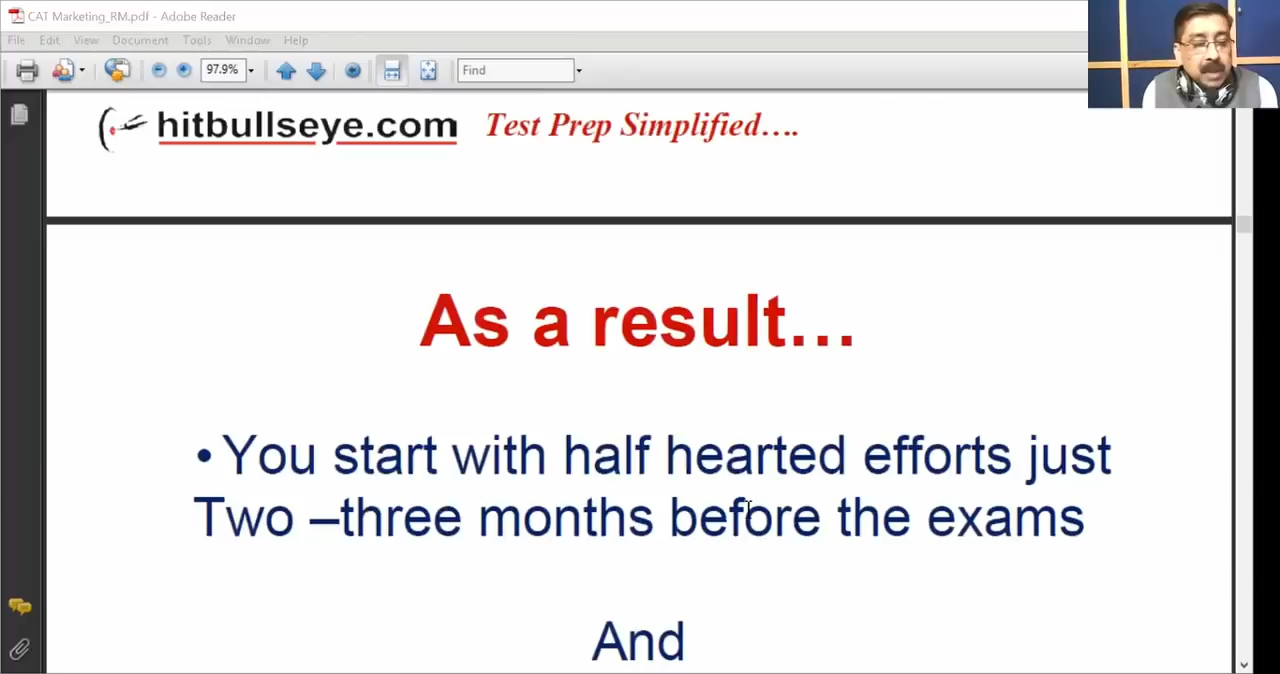 CAT Marketing_RM.pdf - Adobe Reader
File Edit View Document Tools Window Help
97.9% Find
hitbullseye.com Test Prep Simplified....
As a result...
• You start with half hearted efforts just
Two –three months before the exams
And